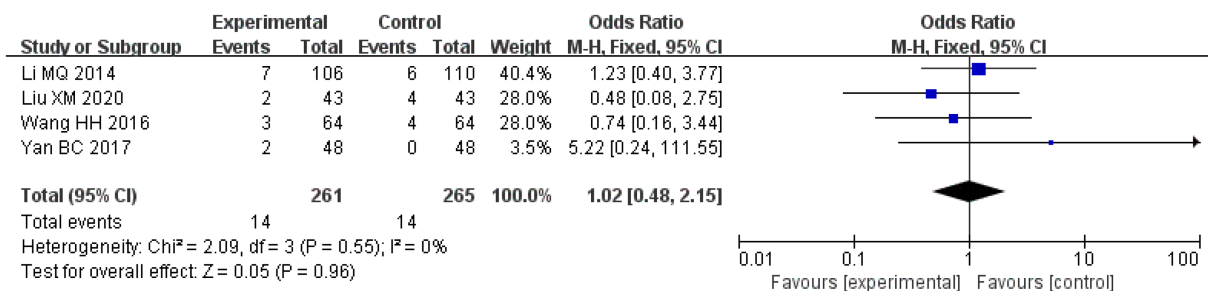 Experimental Control Odds Ratio Odds Ratio
Study or Subgroup Events Total Events Total Weight M-H, Fixed, 95% CI M-H, Fixed, 95% CI
Li MQ 2014 7 106 6 110 40.4% 1.23 [0.40, 3.77]
Liu XM 2020 2 43 4 43 28.0% 0.48 [0.08, 2.75]
Wang HH 2016 3 64 4 64 28.0% 0.74 [0.16, 3.44]
Yan BC 2017 2 48 0 48 3.5% 5.22 [0.24, 111.55]
Total (95% CI) 261 265 100.0% 1.02 [0.48, 2.15]
Total events 14 14
Heterogeneity: Chi² = 2.09, df = 3 (P = 0.55); I² = 0%
Test for overall effect: Z = 0.05 (P = 0.96)
0.01 0.1 1 10 100
Favours [experimental] Favours [control]